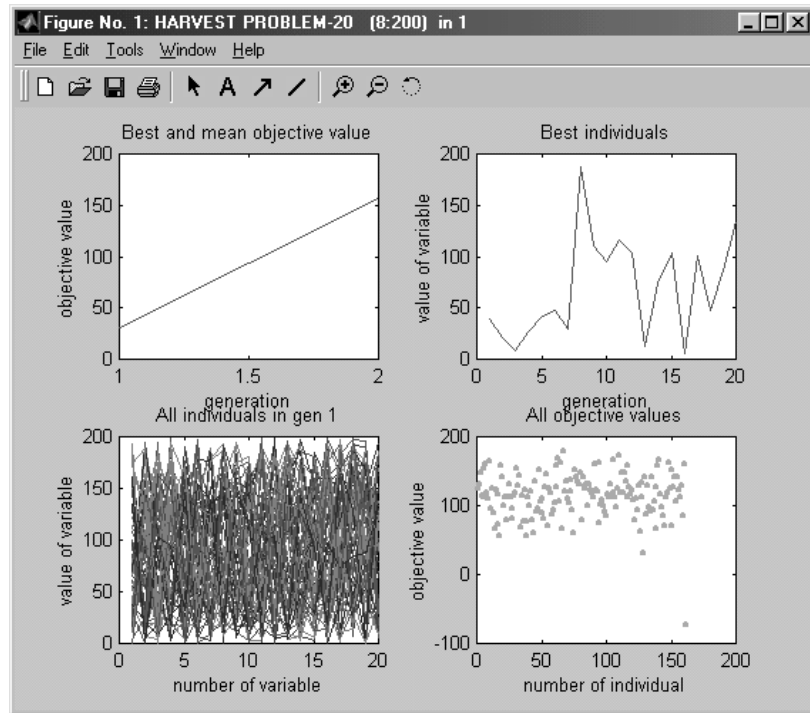 Figure No. 1: HARVEST PROBLEM-20 (8:200) in 1
File Edit Tools Window Help
A
Best and mean objective value
200
150
100
50
0
objective value
1 1.5 2
generation
Best individuals
200
150
100
50
0
value of variable
0 5 10 15 20
generation
All individuals in gen 1
200
150
100
50
0
value of variable
0 5 10 15 20
number of variable
All objective values
200
100
0
-100
objective value
0 50 100 150 200
number of individual